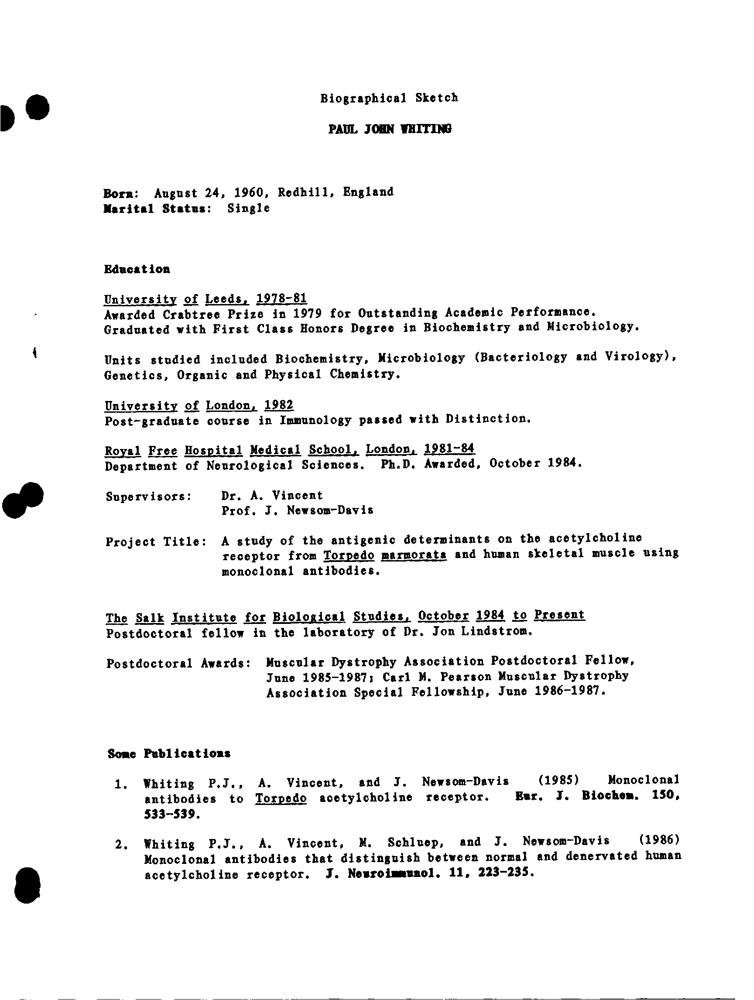 Biographical Sketch
PAUL JOHN WHITING
Born: August 24, 1960, Redhill, England
Marital Status: Single
Education
University of Leeds, 1978-81
Awarded Crabtree Prize in 1979 for Outstanding Academic Performance.
Graduated with First Class Honors Degree in Biochemistry and Microbiology.
Units studied included Biochemistry, Microbiology (Bacteriology and Virology),
Genetics, Organic and Physical Chemistry.
University of London, 1982
Post-graduate course in Immunology passed with Distinction.
Royal Free Hospital Medical School, London, 1981-84
Department of Neurological Sciences. Ph.D. Awarded, October 1984.
Supervisors: Dr. A. Vincent
Prof. J. Newsom-Davis
Project Title: A study of the antigenic determinants on the acetylcholine
receptor from Torpedo marmorata and human skeletal muscle using
monoclonal antibodies.
The Salk Institute for Biological Studies, October 1984 to Present
Postdoctoral fellow in the laboratory of Dr. Jon Lindstrom.
Postdoctoral Awards: Muscular Dystrophy Association Postdoctoral Fellow,
June 1985-1987; Carl M. Pearson Muscular Dystrophy
Association Special Fellowship, June 1986-1987.
Some Publications
1. Whiting P.J., A. Vincent, and J. Newsom-Davis (1985) Monoclonal
antibodies to Torpedo acetylcholine receptor. Eur. J. Biochem. 150,
533-539.
2. Whiting P.J., A. Vincent, M. Schluep, and J. Newsom-Davis (1986)
Monoclonal antibodies that distinguish between normal and denervated human
acetylcholine receptor. J. Neuroimmunol. 11, 223-235.